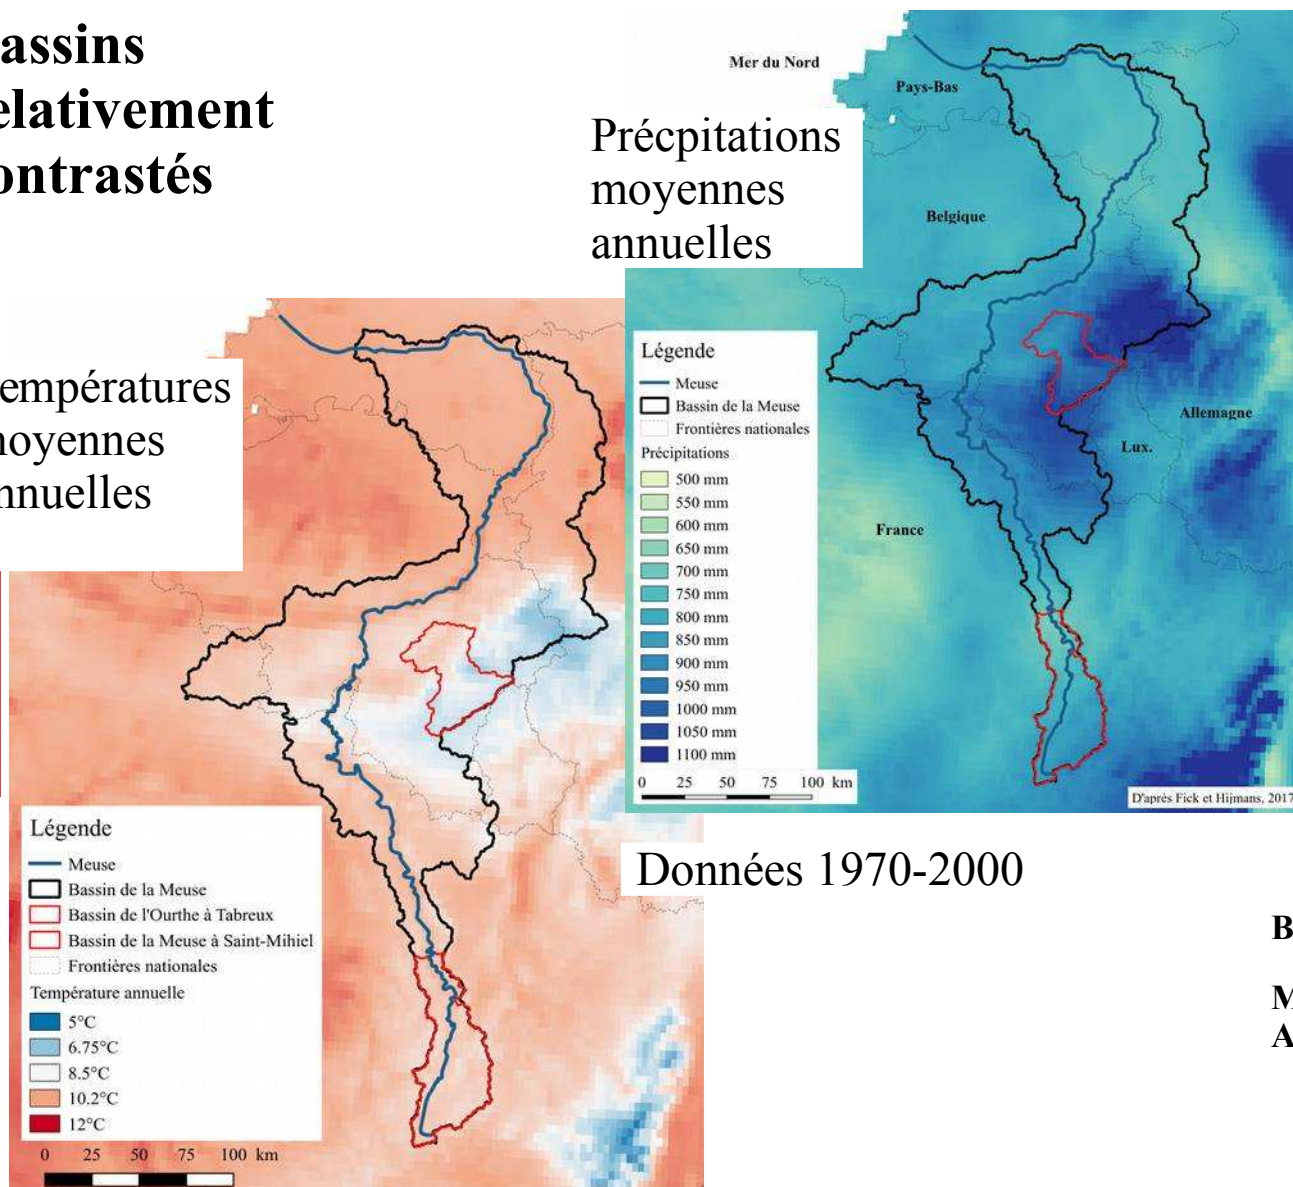 assins
elativement
ontrastés
Précpitations
moyennes
annuelles
Mer du Nord
Pays-Bas
Belgique
Allemagne
Lux.
France
Légende
Meuse
Bassin de la Meuse
Frontières nationales
Précipitations
500 mm
550 mm
600 mm
650 mm
700 mm
750 mm
800 mm
850 mm
900 mm
950 mm
1000 mm
1050 mm
1100 mm
0 25 50 75 100 km
D'après Fick et Hijmans, 2017
empératures
moyennes
nnuelles
Légende
Meuse
Bassin de la Meuse
Bassin de l'Ourthe à Tabreux
Bassin de la Meuse à Saint-Mihiel
Frontières nationales
Température annuelle
5°C
6.75°C
8.5°C
10.2°C
12°C
0 25 50 75 100 km
Données 1970-2000
B
M
A